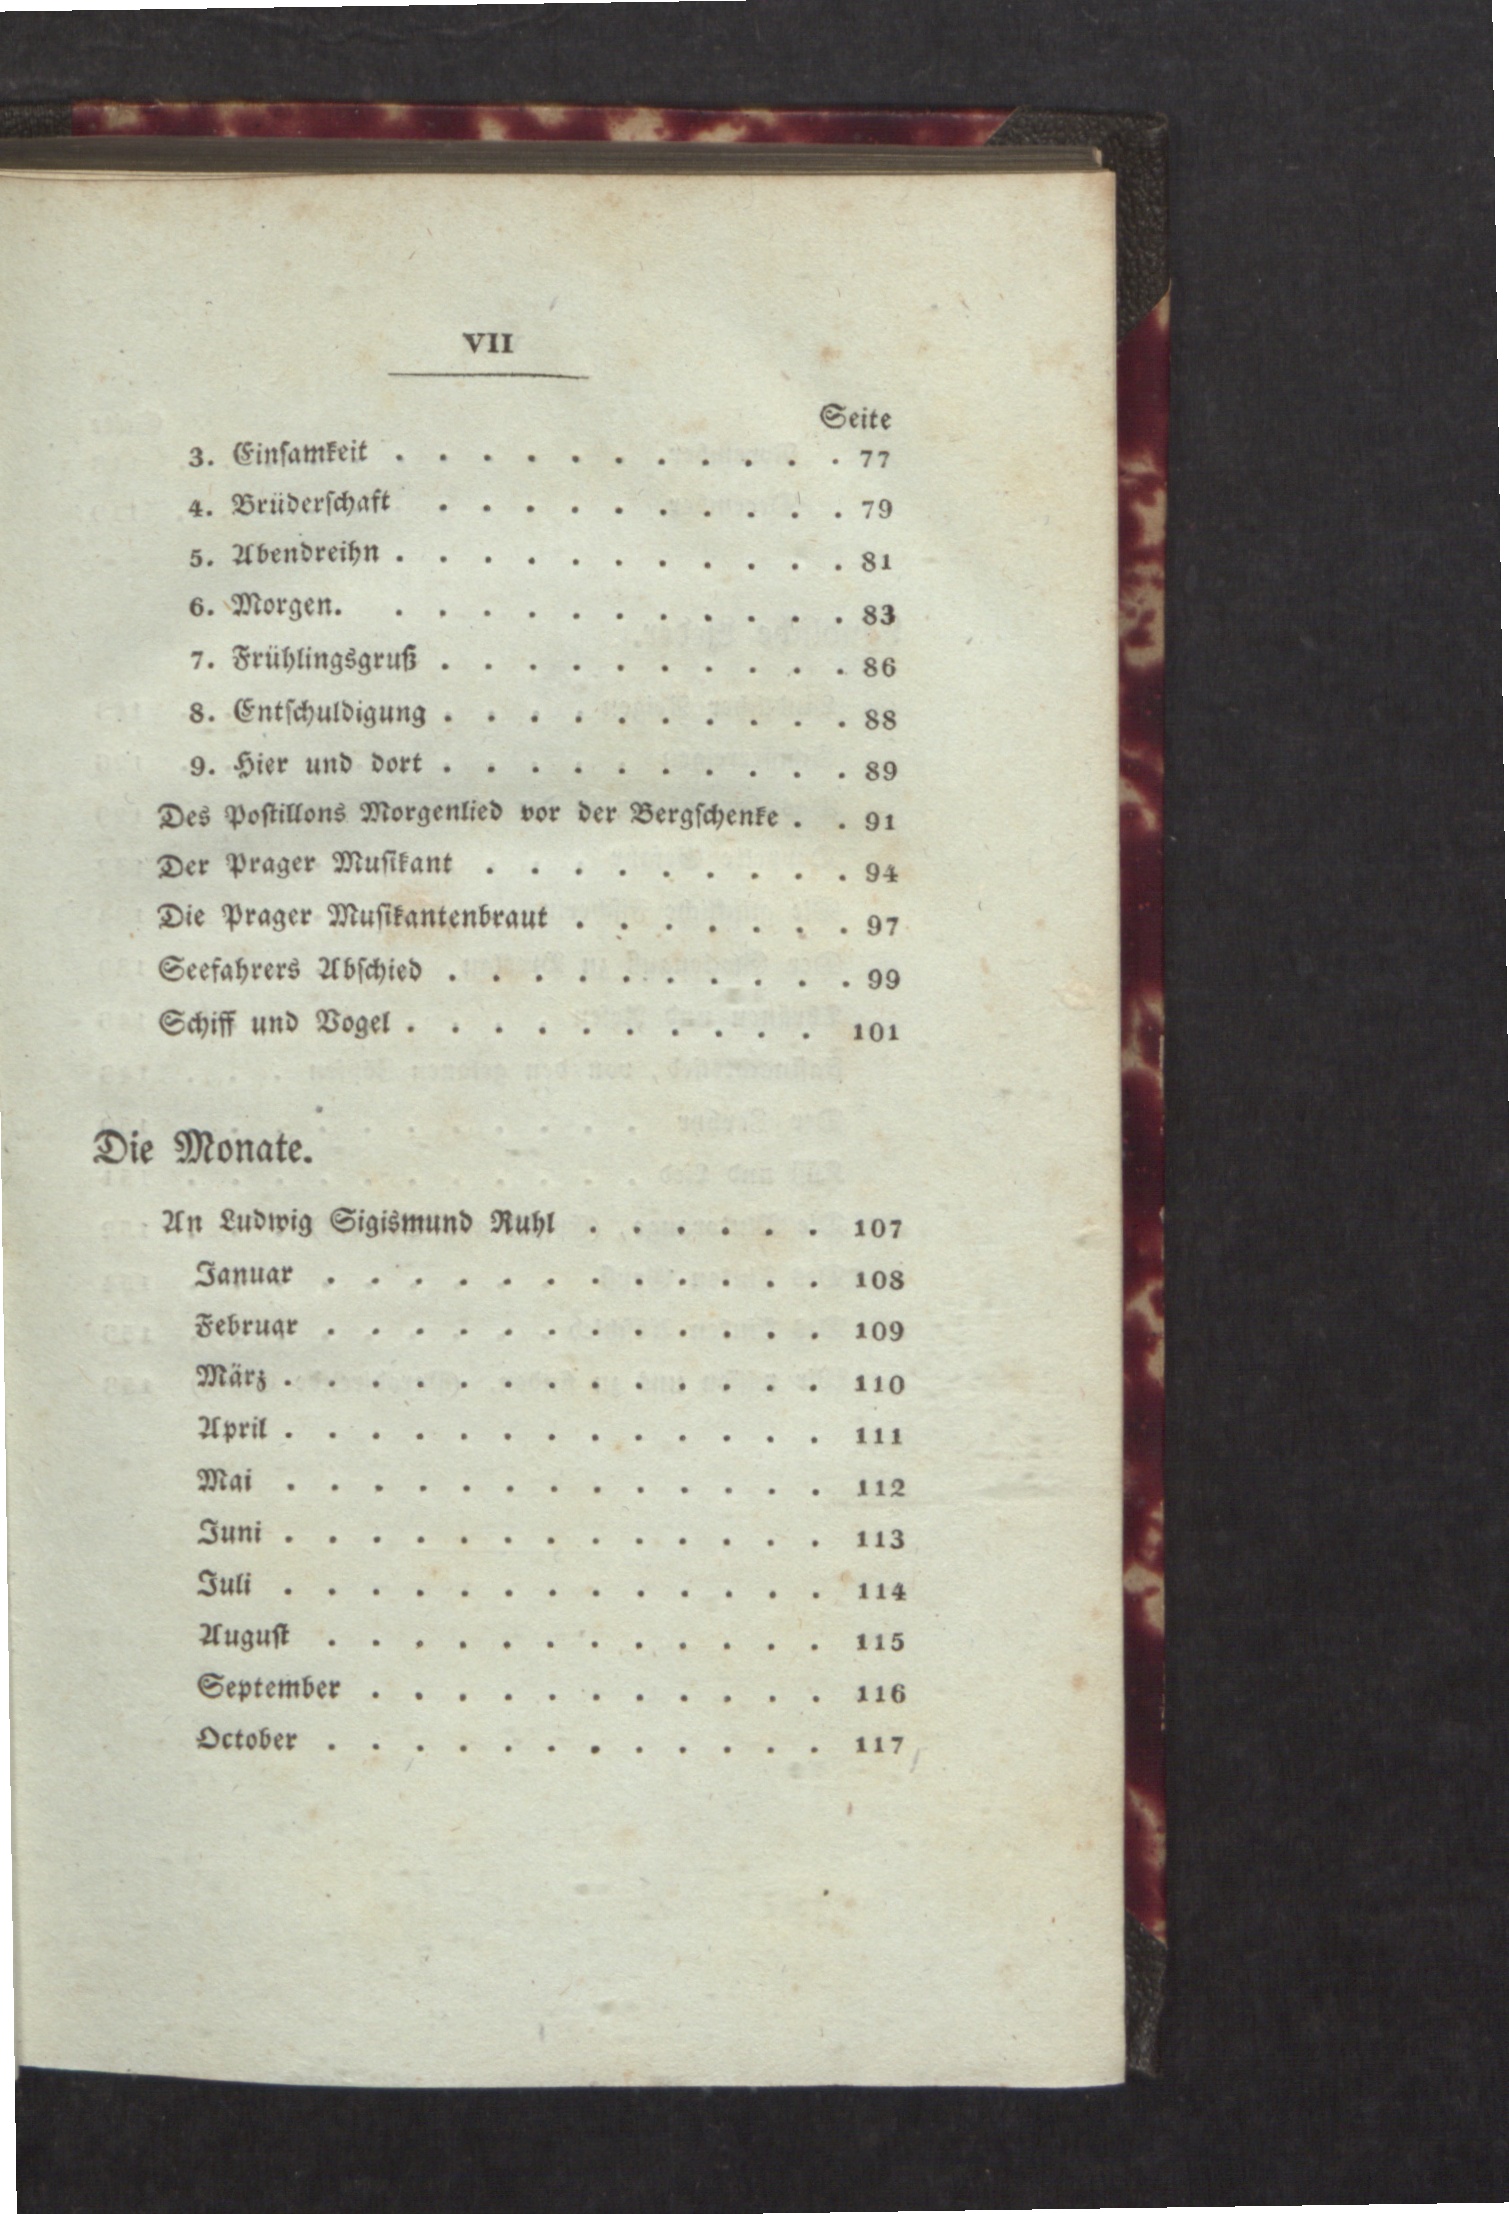 VII
Seite
3. Einſamkeit . . . . . . . . . . . 77
4. Brüderſchaft . . . . . . . . . . 79
5. Abendreihn . . . . . . . . . . . 81
6. Morgen. . . . . . . . . . . . 83
7. Frühlingsgruß . . . . . . . . . . 86
8. Entſchuldigung . . . . . . . . . . 88
9. Hier und dort . . . . . . . . . . 89
Des Poſtillons Morgenlied vor der Bergſchenke . . 91
Der Prager Muſikant . . . . . . . . . 94
Die Prager Muſikantenbraut . . . . . . . 97
Seefahrers Abſchied . . . . . . . . . . 99
Schiff und Vogel . . . . . . . . . . 101
Die Monate.
An Ludwig Sigismund Ruhl . . . . . . 107
Januar . . . . . . . . . . . . 108
Februar . . . . . . . . . . . . 109
März . . . . . . . . . . . . . 110
April . . . . . . . . . . . . . 111
Mai . . . . . . . . . . . . . 112
Juni . . . . . . . . . . . . . 113
Juli . . . . . . . . . . . . . 114
Auguſt . . . . . . . . . . . . 115
September . . . . . . . . . . . 116
October . . . . . . . . . . . . 117